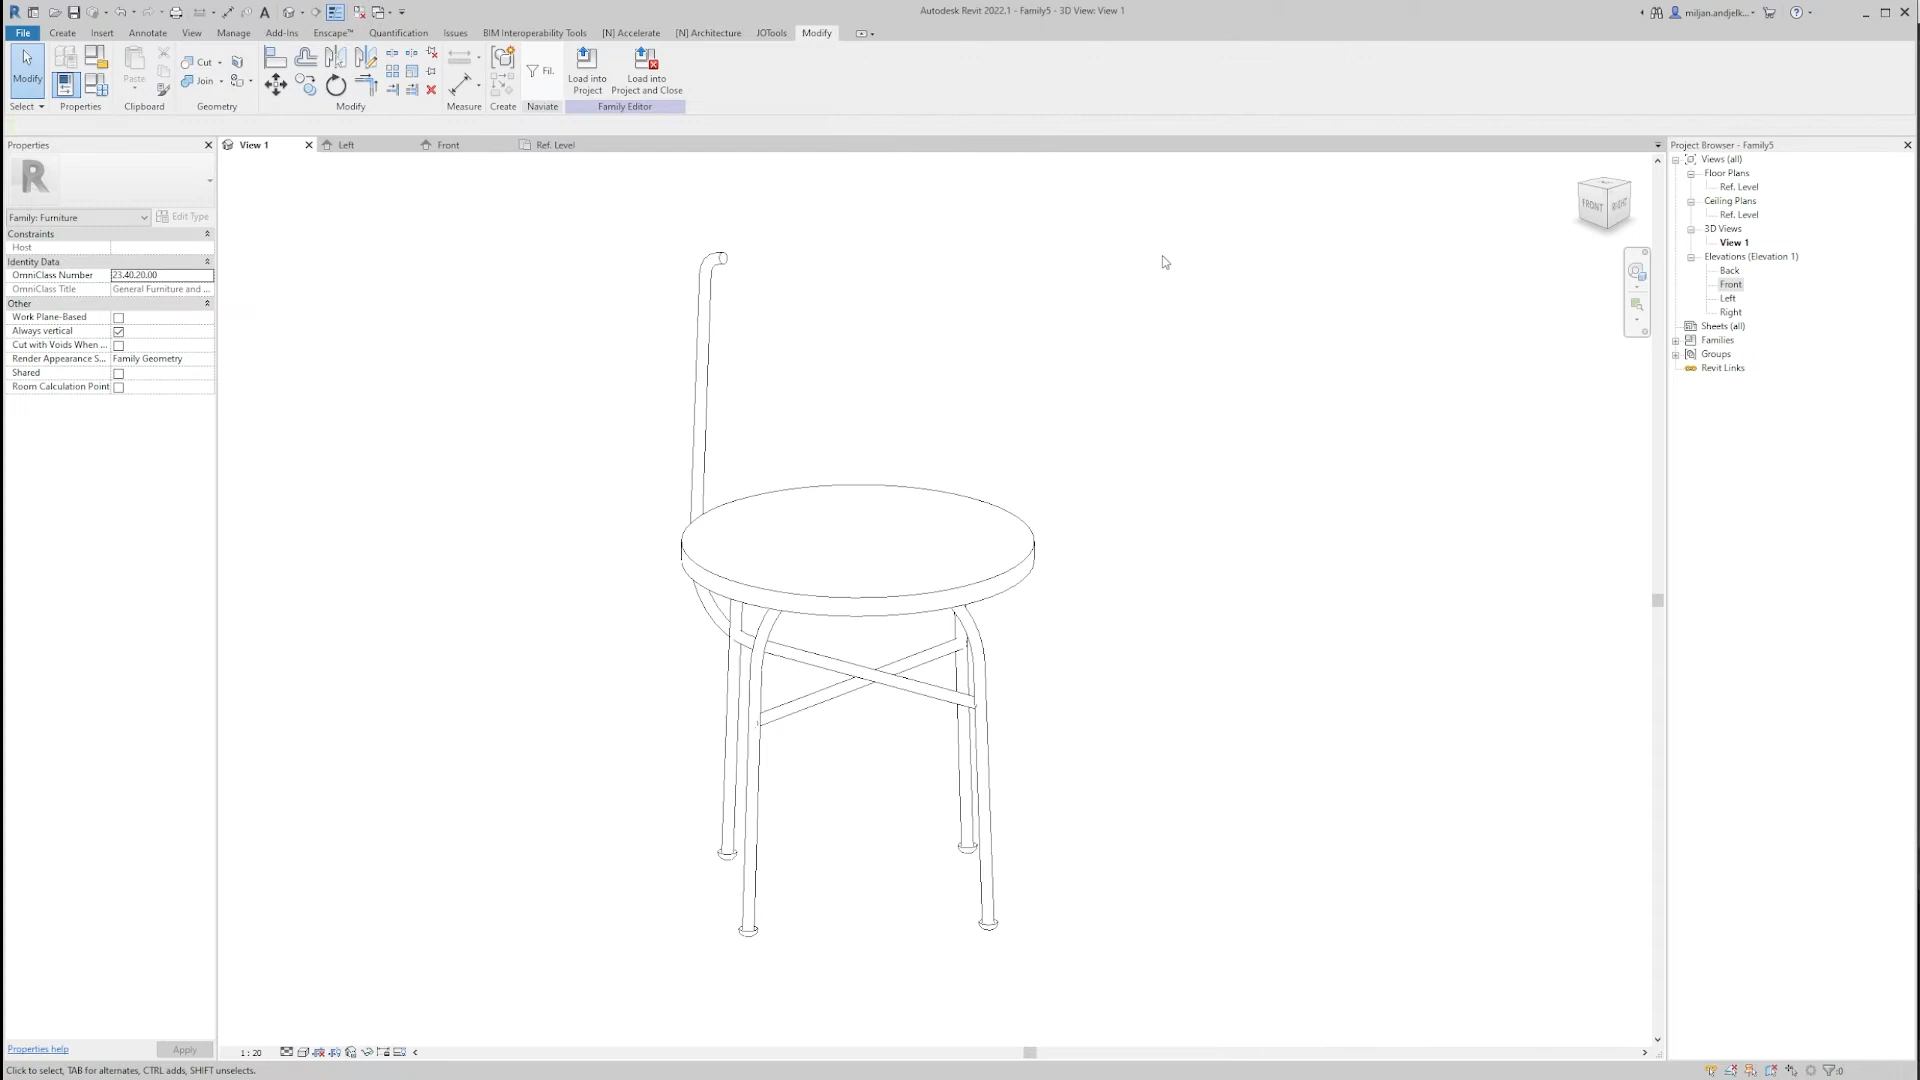 Autodesk Revit 2022.1 - Family5 - 3D View: View 1
miljan.andjelk...
File Create Insert Annotate View Manage Add-Ins Enscape™ Quantification Issues BIM Interoperability Tools [N] Accelerate [N] Architecture JOTools Modify
Modify
Paste
Cut
Join
Fil.
Load into
Project
Load into
Project and Close
Select Properties Clipboard Geometry Modify Measure Create Naviate Family Editor
Properties
View 1 Left Front Ref. Level
Project Browser - Family5
Family: Furniture
Edit Type
Constraints
Host
Identity Data
OmniClass Number 23.40.20.00
OmniClass Title General Furniture and ...
Other
Work Plane-Based
Always vertical
Cut with Voids When ...
Render Appearance S... Family Geometry
Shared
Room Calculation Point
FRONT RIGHT
Views (all)
Floor Plans
Ref. Level
Ceiling Plans
Ref. Level
3D Views
View 1
Elevations (Elevation 1)
Back
Front
Left
Right
Sheets (all)
Families
Groups
Revit Links
Properties help
Apply
1 : 20
Click to select, TAB for alternates, CTRL adds, SHIFT unselects.
:0